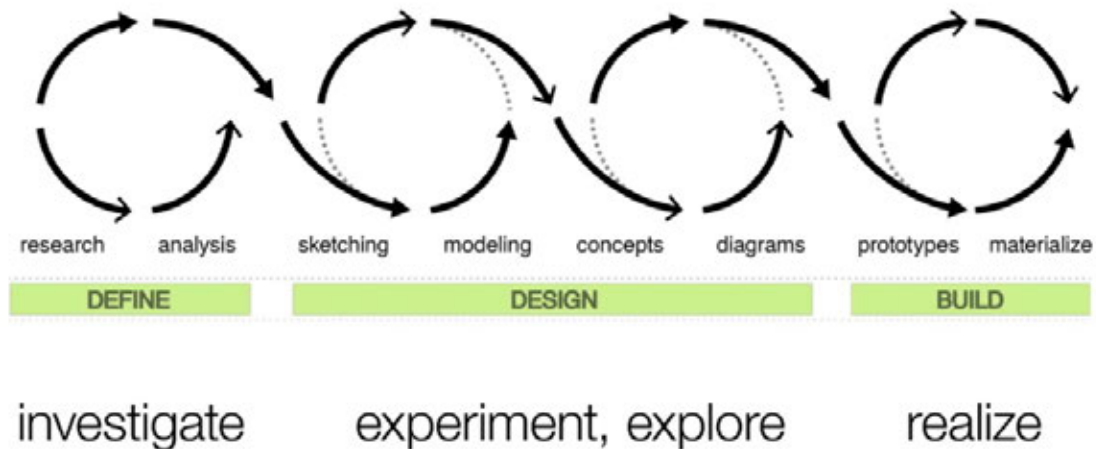 research analysis sketching modeling concepts diagrams prototypes materialize
DEFINE DESIGN BUILD
investigate experiment, explore realize